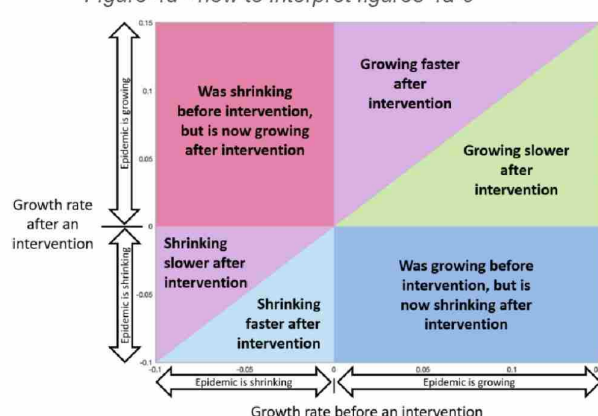 Figure 4a - how to interpret figures 4a-e
0.15
0.1
0.05
0
-0.05
-0.1
Epidemic is growing
Epidemic is shrinking
Growth rate
after an
intervention
Was shrinking
before intervention,
but is now growing
after intervention
Growing faster
after
intervention
Growing slower
after
intervention
Shrinking
slower after
intervention
Shrinking
faster after
intervention
Was growing before
intervention, but is
now shrinking after
intervention
-0.1
-0.05
0
0.05
0.1
Epidemic is shrinking
Epidemic is growing
Growth rate before an intervention